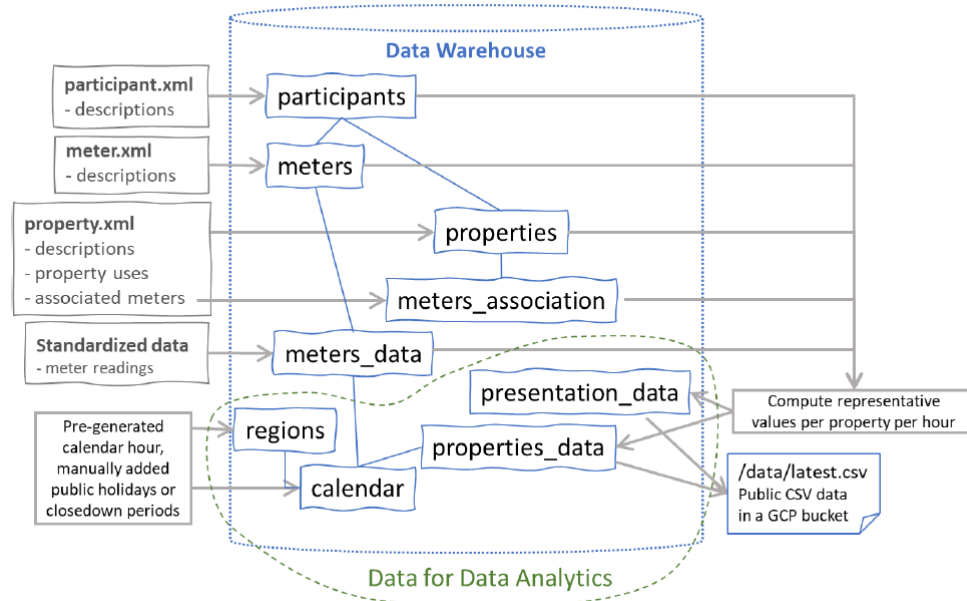 Data Warehouse
participant.xml
- descriptions
participants
meter.xml
- descriptions
meters
property.xml
- descriptions
- property uses
- associated meters
properties
meters_association
Standardized data
- meter readings
meters_data
presentation_data
Compute representative
values per property per hour
Pre-generated
calendar hour,
manually added
public holidays or
closedown periods
regions
properties_data
calendar
/data/latest.csv
Public CSV data
in a GCP bucket
Data for Data Analytics